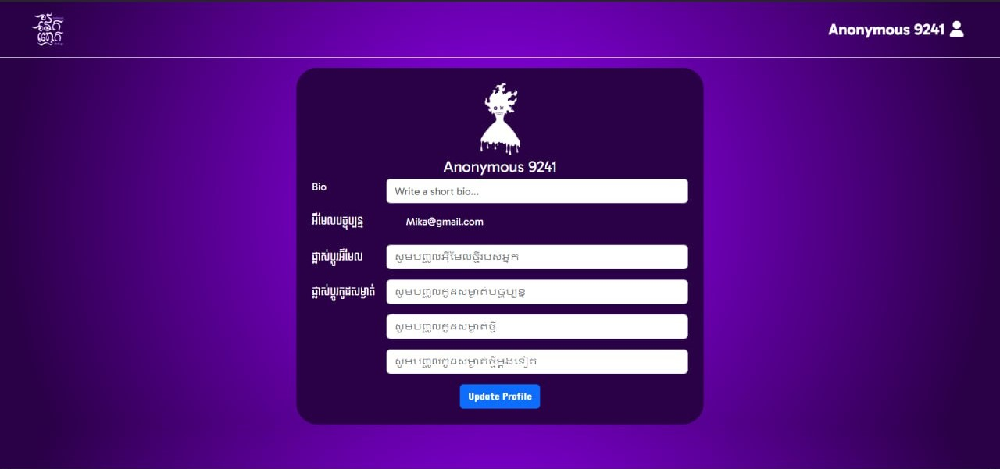 Anonymous 9241
Anonymous 9241
Bio
Write a short bio...
អ៊ីមែលបច្ចុប្បន្ន
Mika@gmail.com
ផ្លាស់ប្តូរអ៊ីមែល
សូមបញ្ចូលអ៊ីមែលថ្មីរបស់អ្នក
ផ្លាស់ប្តូរកូដសម្ងាត់
សូមបញ្ចូលកូដសម្ងាត់បច្ចុប្បន្ន
សូមបញ្ចូលកូដសម្ងាត់ថ្មី
សូមបញ្ចូលកូដសម្ងាត់ថ្មីម្តងទៀត
Update Profile